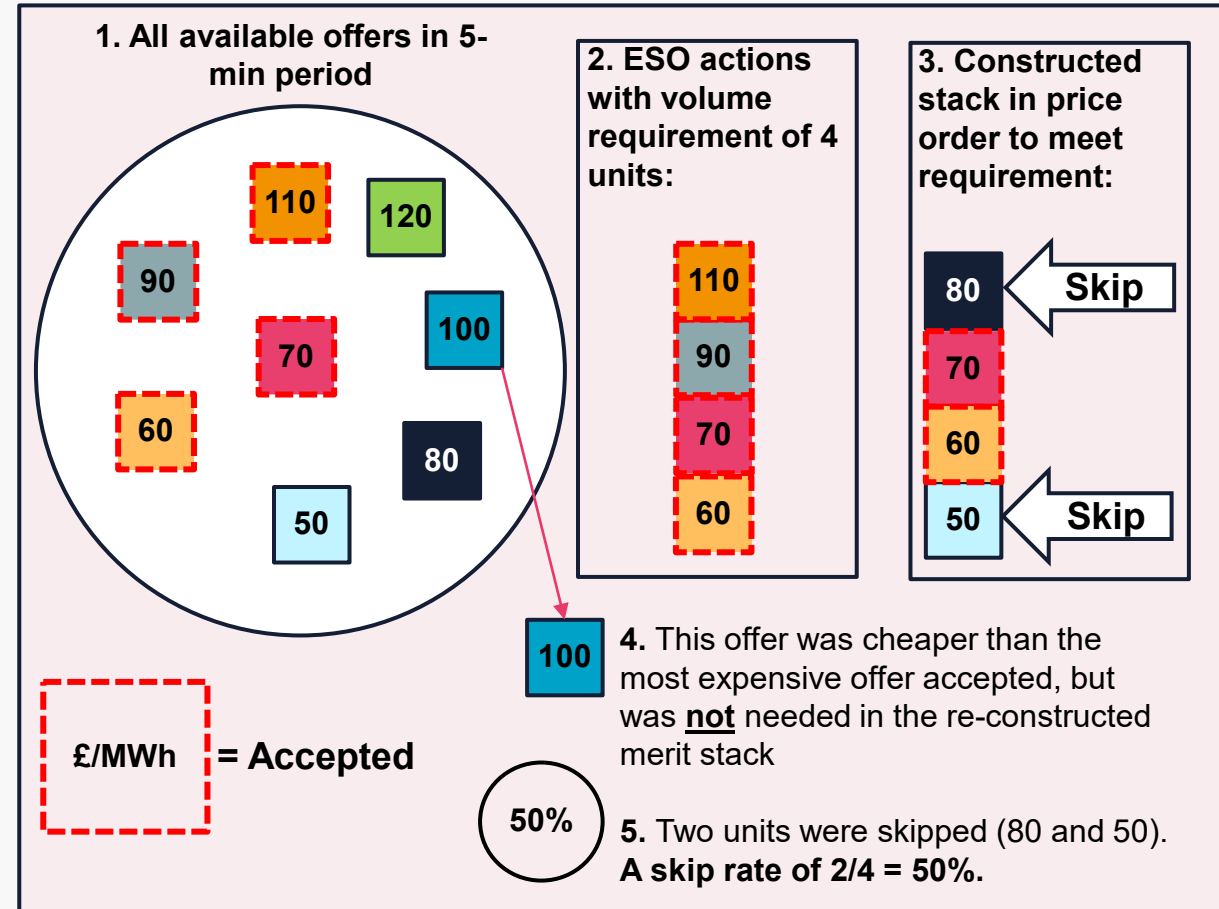 1. All available offers in 5-
min period
110
120
90
100
70
60
80
50
2. ESO actions
with volume
requirement of 4
units:
110
90
70
60
3. Constructed
stack in price
order to meet
requirement:
80
Skip
70
60
50
Skip
100
4. This offer was cheaper than the
most expensive offer accepted, but
was not needed in the re-constructed
merit stack
£/MWh
= Accepted
50%
5. Two units were skipped (80 and 50).
A skip rate of 2/4 = 50%.